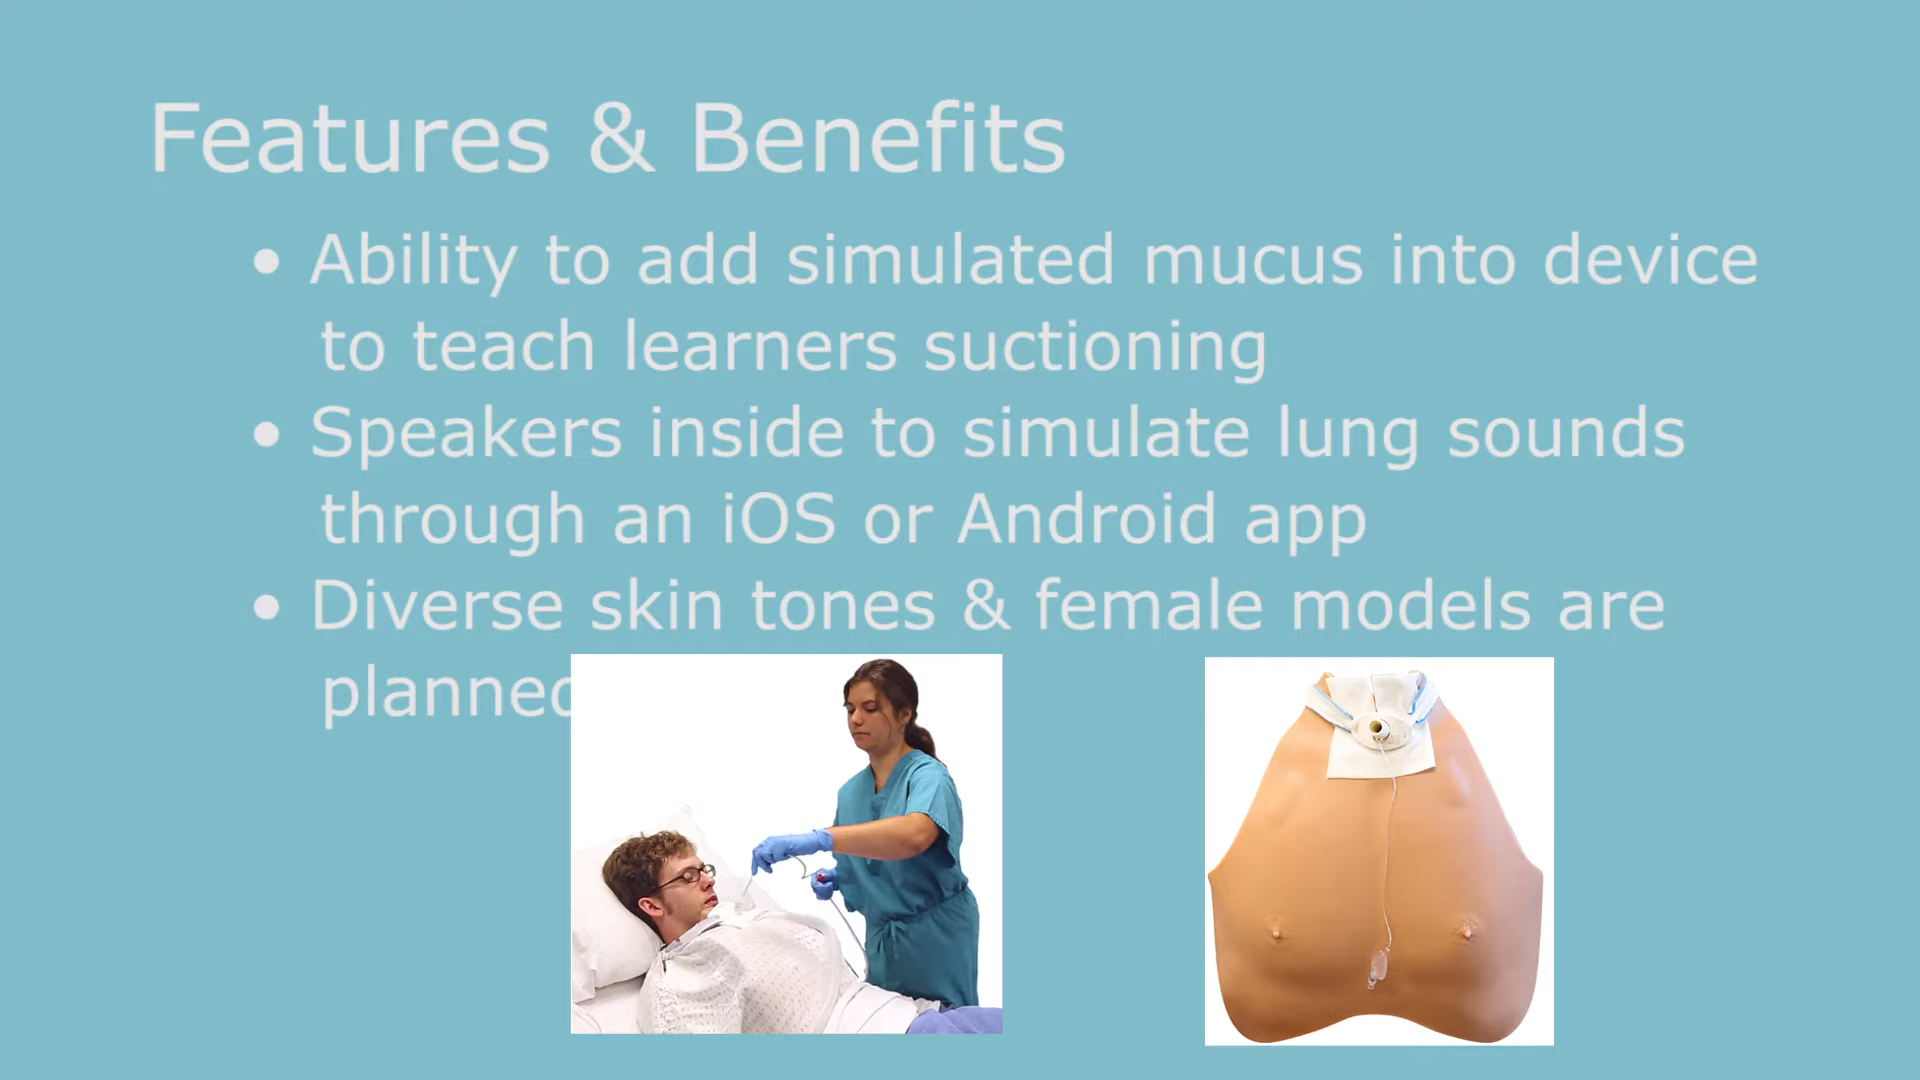 Features & Benefits
• Ability to add simulated mucus into device
to teach learners suctioning
• Speakers inside to simulate lung sounds
through an iOS or Android app
• Diverse skin tones & female models are
planned